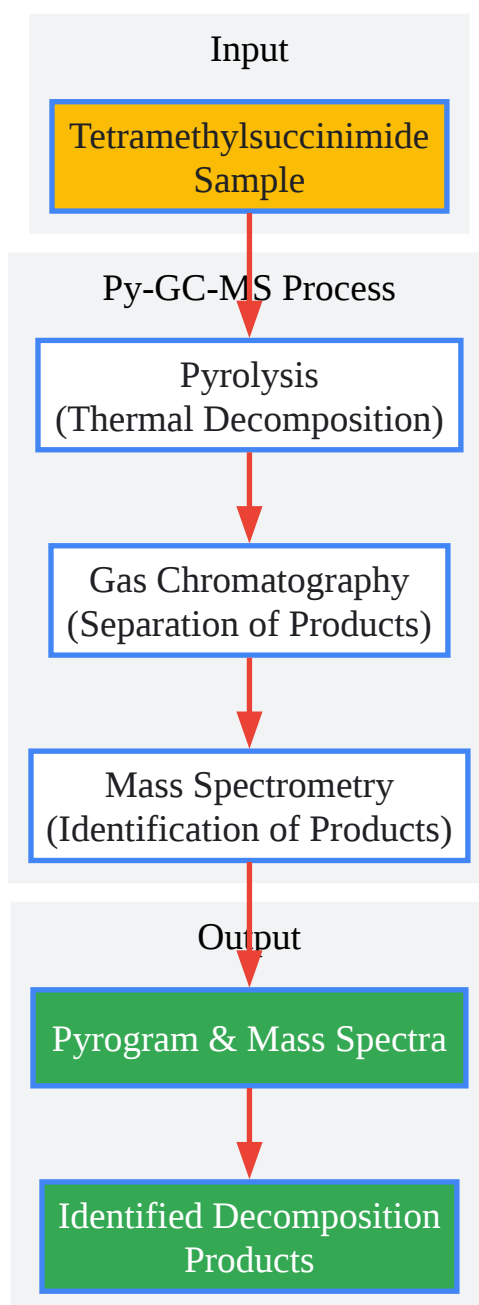 Input
Tetramethylsuccinimide
Sample
Py-GC-MS Process
Pyrolysis
(Thermal Decomposition)
Gas Chromatography
(Separation of Products)
Mass Spectrometry
(Identification of Products)
Output
Pyrogram & Mass Spectra
Identified Decomposition
Products